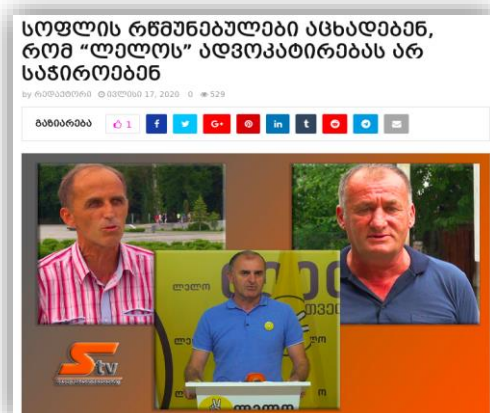 ᲡᲝᲤᲚᲘᲡ ᲠᲬᲛᲣᲜᲔᲑᲣᲚᲔᲑᲘ ᲐᲪᲮᲐᲓᲔᲑᲔᲜ,
ᲠᲝᲛ “ᲚᲔᲚᲝᲡ” ᲐᲓᲕᲝᲙᲐᲢᲘᲠᲔᲑᲐᲡ ᲐᲠ
ᲡᲐᲭᲘᲠᲝᲔᲑᲔᲜ
by ᲠᲔᲓᲐᲥᲢᲝᲠᲘ ივლისი 17, 2020 0 529
ᲒᲐᲖᲘᲐᲠᲔᲑᲐ 1 f G+ in t
ლელო
Stv
ლელო